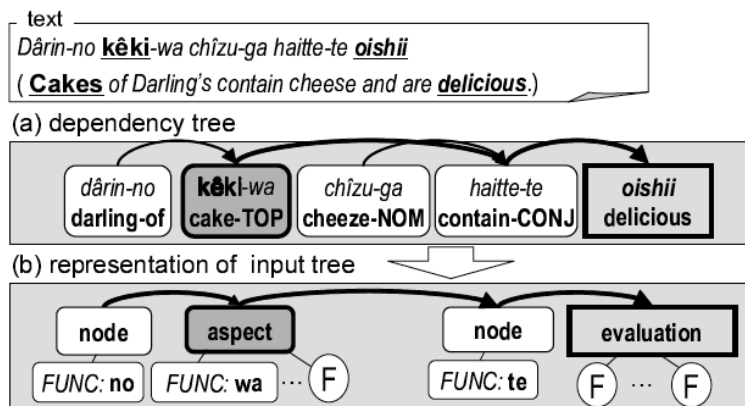 text
Dârin-no kêki-wa chîzu-ga haitte-te oishii
( Cakes of Darling's contain cheese and are delicious.)
(a) dependency tree
dârin-no kêki-wa chîzu-ga haitte-te oishii
darling-of cake-TOP cheeze-NOM contain-CONJ delicious
(b) representation of input tree
node aspect node evaluation
FUNC: no FUNC: wa ... F FUNC: te F ... F